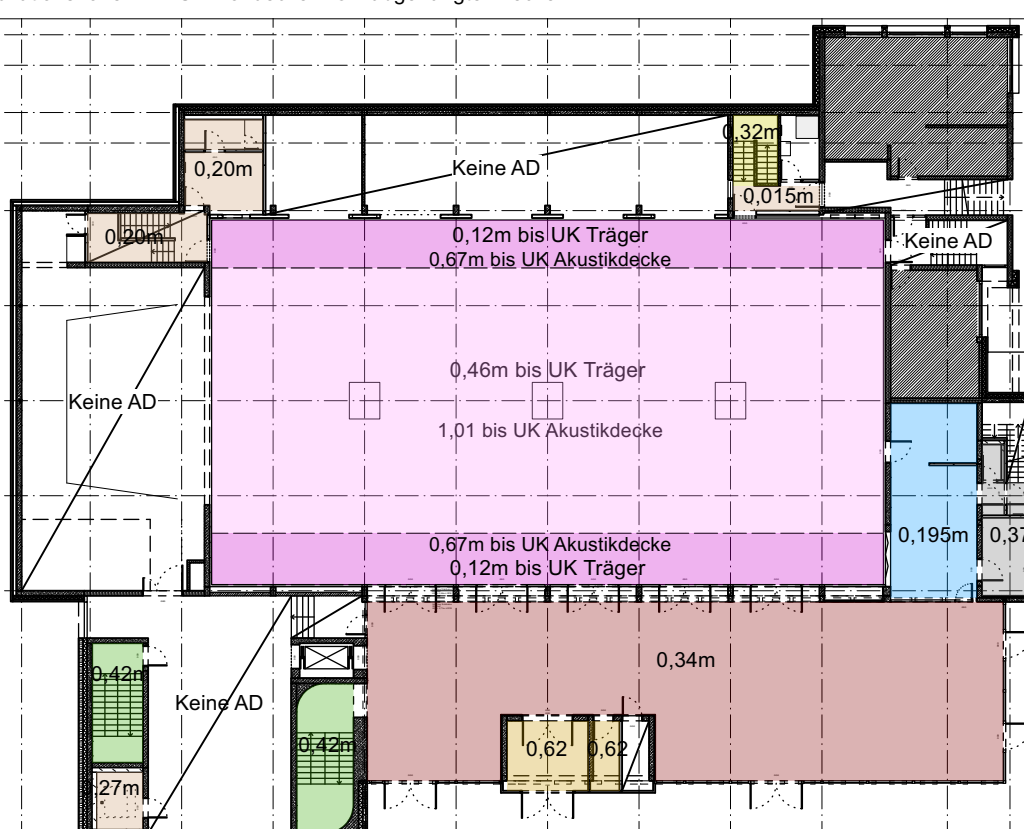 0,32m
Keine AD
0,20m
0,015m
0,20m
0,12m bis UK Träger
0,67m bis UK Akustikdecke
Keine AD
0,46m bis UK Träger
Keine AD
1,01 bis UK Akustikdecke
0,195m
0,67m bis UK Akustikdecke
0,12m bis UK Träger
0,34m
0,42m
Keine AD
0,42m
0,62
0,62
27m